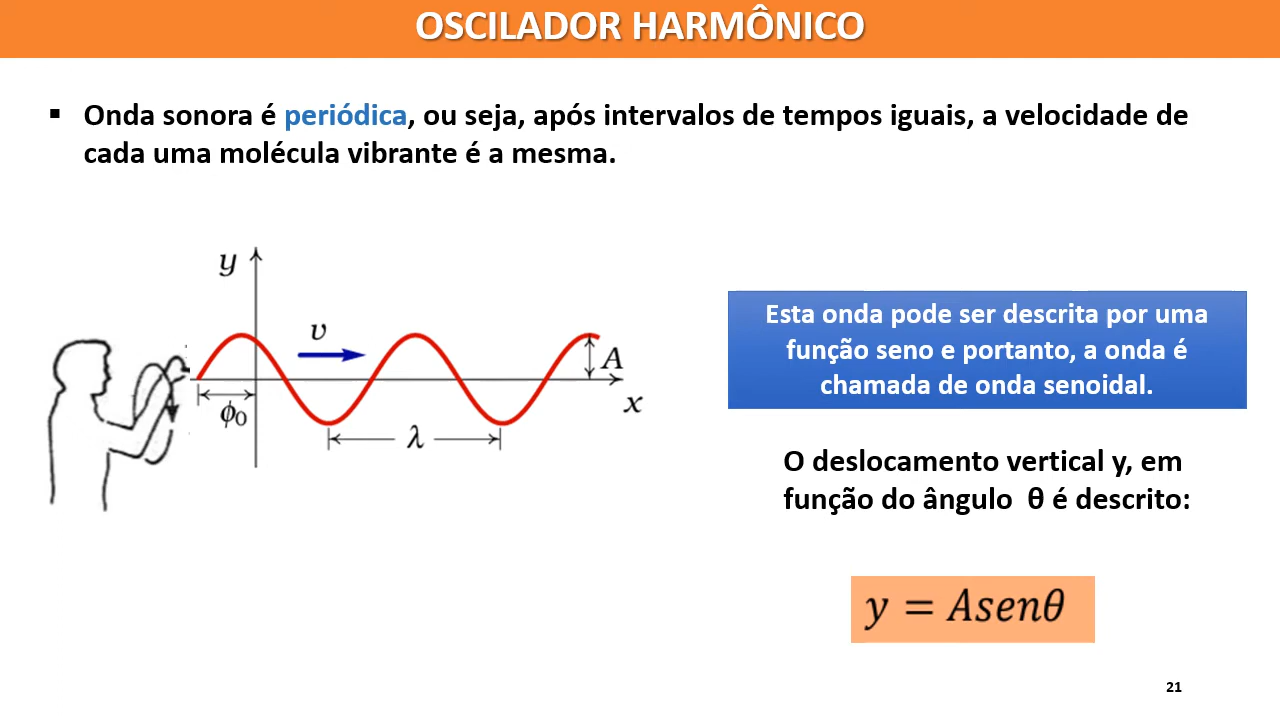 OSCILADOR HARMÔNICO
▪ Onda sonora é periódica, ou seja, após intervalos de tempos iguais, a velocidade de
cada uma molécula vibrante é a mesma.
y
v
A
x
ϕ₀
λ
Esta onda pode ser descrita por uma
função seno e portanto, a onda é
chamada de onda senoidal.
O deslocamento vertical y, em
função do ângulo θ é descrito:
y = Asenθ
21